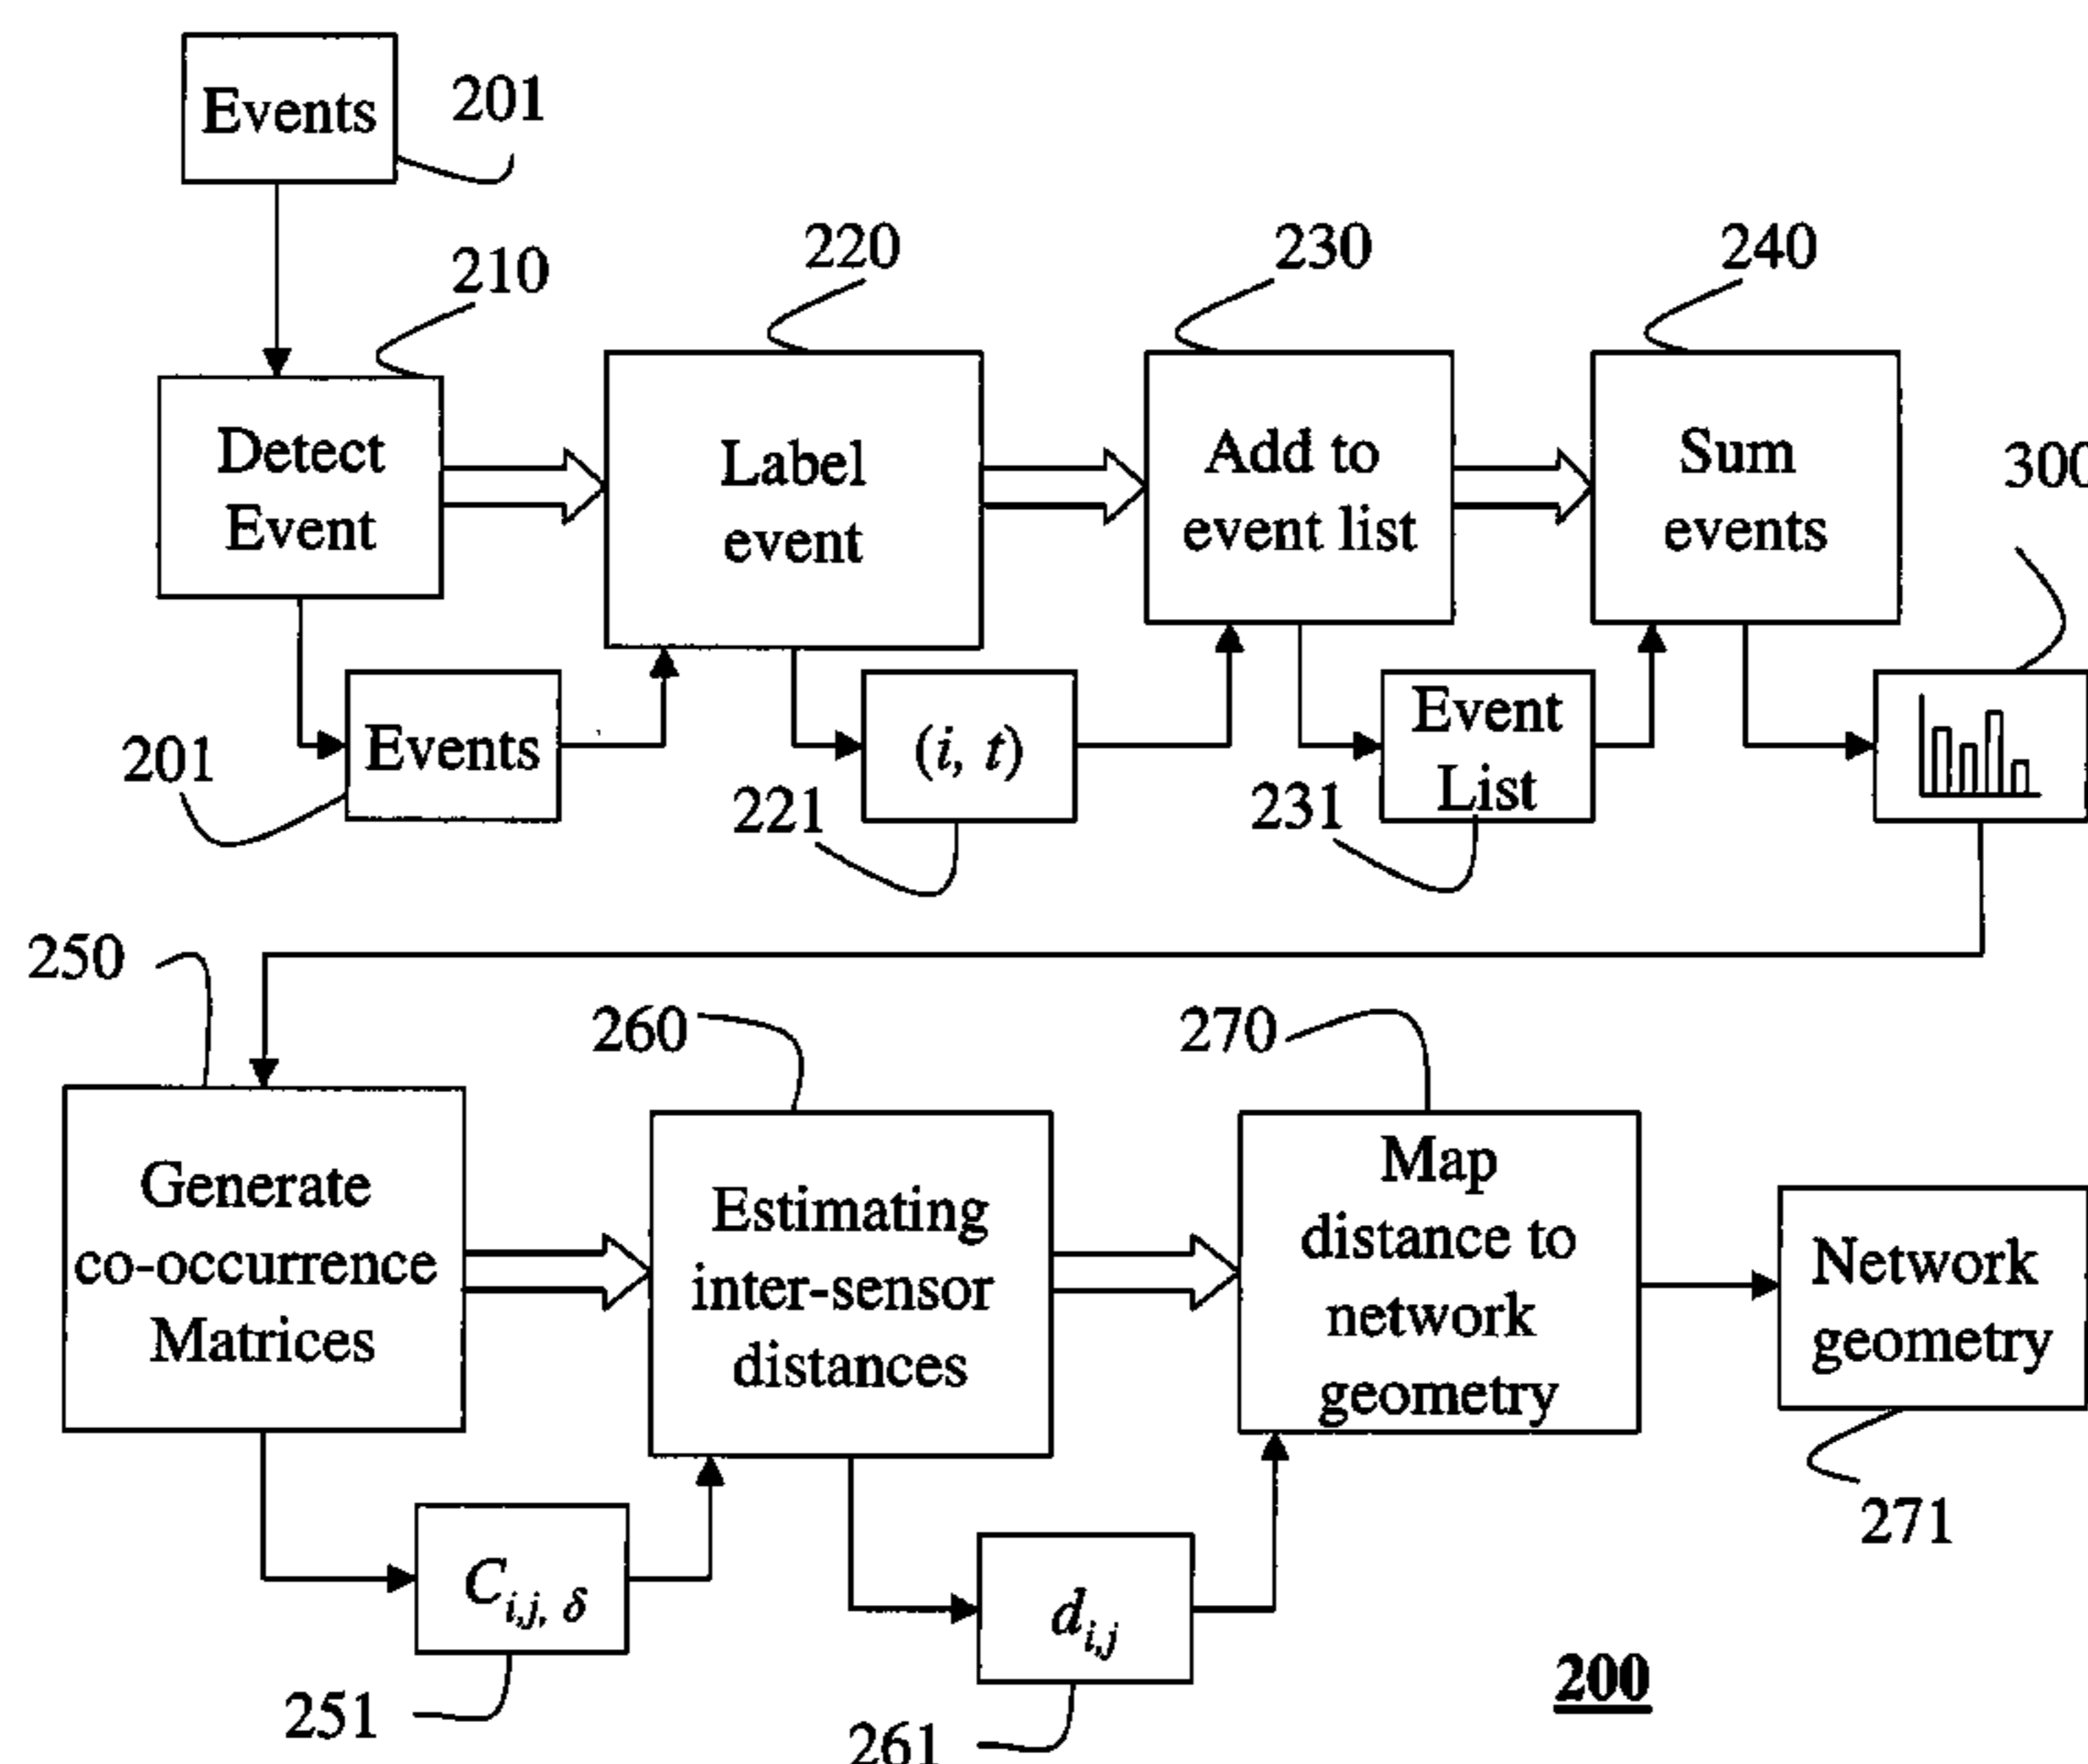 Events
201
210
220
230
240
Detect
Event
Label
event
Add to
event list
Sum
events
300
201
Events
(i, t)
221
Event
List
231
250
260
270
Generate
co-occurrence
Matrices
Estimating
inter-sensor
distances
Map
distance to
network
geometry
Network
geometry
271
C i,j, δ
251
d i,j
261
200